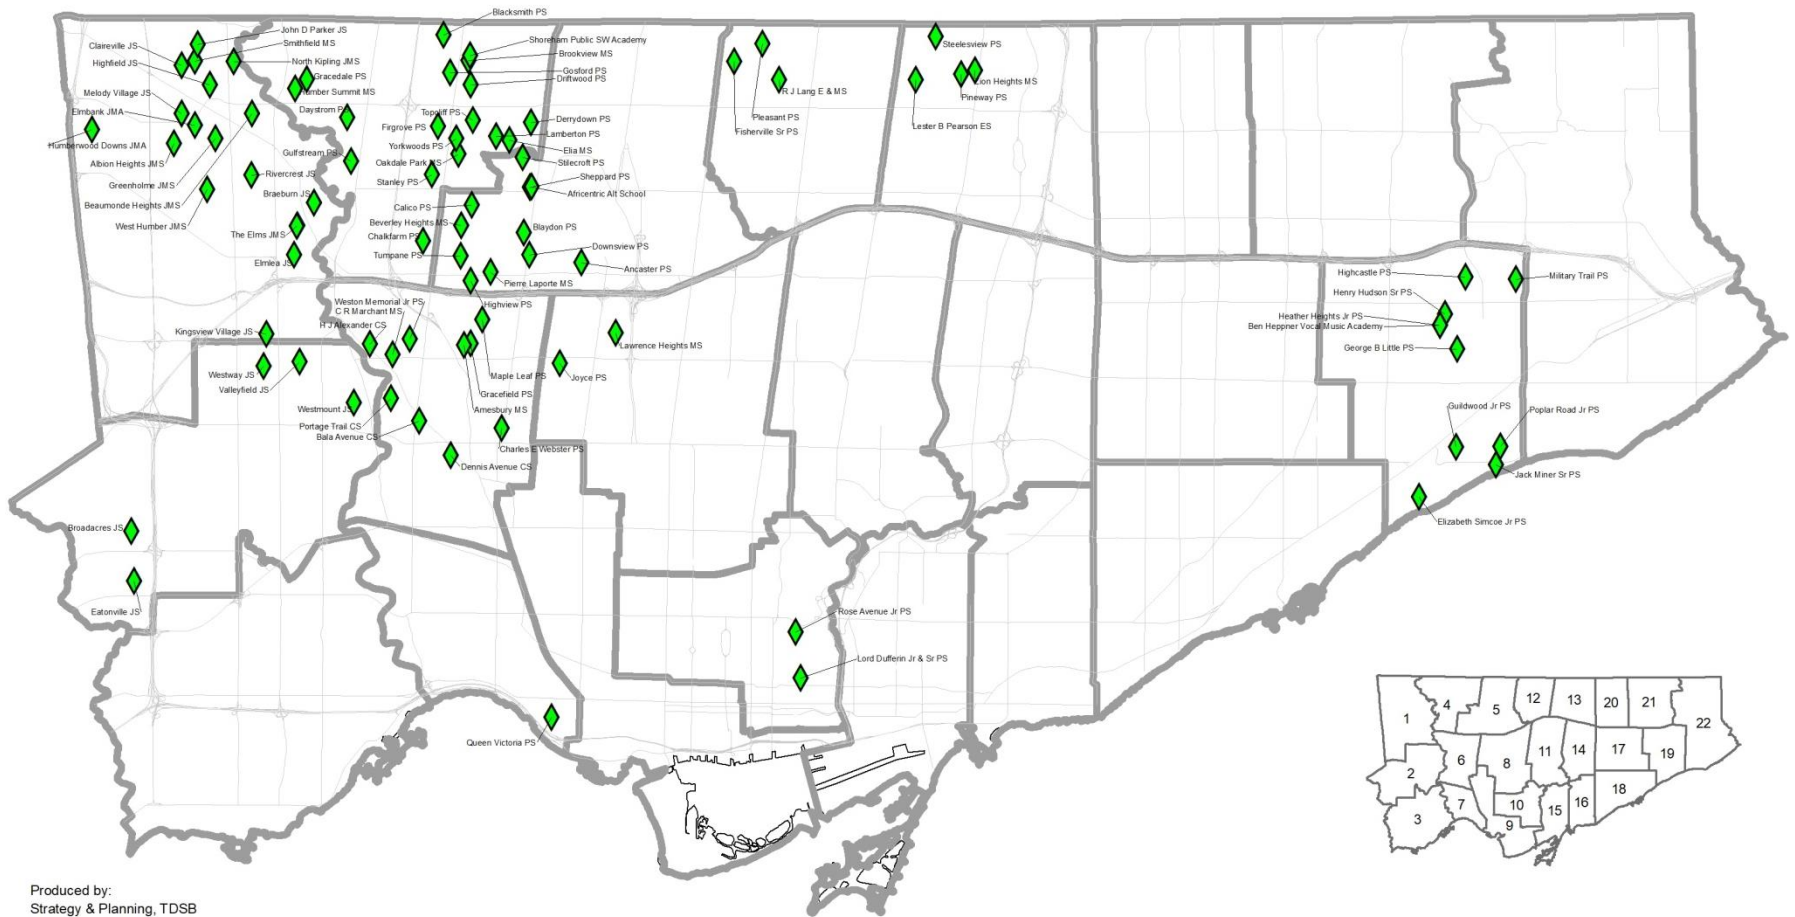 Blacksmith PS
John D Parker JS
Smithfield MS
Claireville JS
Shoreham Public SW Academy
Steelesview PS
Brookview MS
Highfield JS
North Kipling JMS
Gosford PS
Gracedale PS
Lion Heights MS
Driftwood PS
R J Lang E & MS
Melody Village JS
Humber Summit MS
Pineway PS
Elmbank JMA
Daystrom PS
Topcliff PS
Derrydown PS
Pleasant PS
Firgrove PS
Lamberton PS
Lester B Pearson ES
Fisherville Sr PS
Humberwood Downs JMA
Yorkwoods PS
Elia MS
Gulfstream PS
Albion Heights JMS
Oakdale Park MS
Stilecroft PS
Rivercrest JS
Stanley PS
Sheppard PS
Greenholme JMS
Braeburn JS
Africentric Alt School
Beaumonde Heights JMS
Calico PS
West Humber JMS
Beverley Heights MS
Blaydon PS
The Elms JMS
Chalkfarm PS
Downsview PS
Turnpane PS
Elmlea JS
Ancaster PS
Highcastle PS
Military Trail PS
Pierre Laporte MS
Henry Hudson Sr PS
Weston Memorial Jr PS
Highview PS
C R Marchant MS
Heather Heights Jr PS
H J Alexander CS
Ben Heppner Vocal Music Academy
Kingsview Village JS
Lawrence Heights MS
George B Little PS
Westway JS
Maple Leaf PS
Joyce PS
Valleyfield JS
Gracefield PS
Westmount JS
Amesbury MS
Guildwood Jr PS
Poplar Road Jr PS
Portage Trail CS
Bala Avenue CS
Charles E Webster PS
Dennis Avenue CS
Jack Miner Sr PS
Elizabeth Simcoe Jr PS
Broadacres JS
Eatonville JS
Rose Avenue Jr PS
Lord Dufferin Jr & Sr PS
Queen Victoria PS
1
4
5
12
13
20
21
22
6
8
11
14
17
19
2
7
10
15
16
18
3
9
Produced by:
Strategy & Planning, TDSB